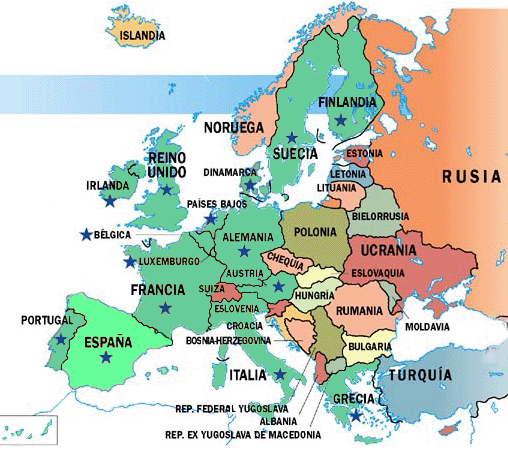 ISLANDIA
FINLANDIA
NORUEGA
SUECIA
ESTONIA
REINO
UNIDO
DINAMARCA
LETONIA
RUSIA
IRLANDA
LITUANIA
PAÍSES BAJOS
BIELORRUSIA
BÉLGICA
POLONIA
ALEMANIA
UCRANIA
LUXEMBURGO
CHEQUIA
ESLOVAQUIA
AUSTRIA
FRANCIA
SUIZA
HUNGRÍA
ESLOVENIA
RUMANIA
PORTUGAL
CROACIA
MOLDAVIA
ESPAÑA
BOSNIA-HERZEGOVINA
BULGARIA
ITALIA
TURQUÍA
GRECIA
REP. FEDERAL YUGOSLAVA
ALBANIA
REP. EX YUGOSLAVA DE MACEDONIA